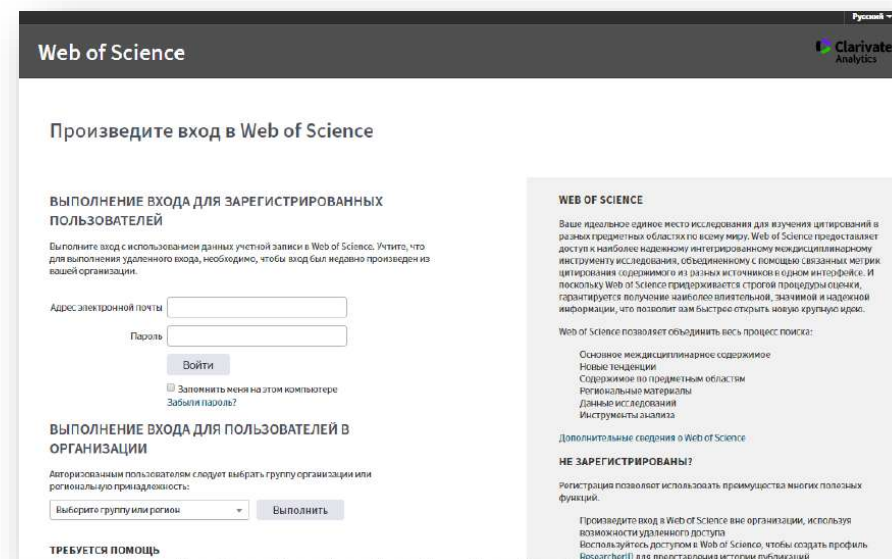 Русский
Web of Science
Clarivate
Analytics
Произведите вход в Web of Science
ВЫПОЛНЕНИЕ ВХОДА ДЛЯ ЗАРЕГИСТРИРОВАННЫХ
ПОЛЬЗОВАТЕЛЕЙ
Выполните вход с использованием данных учетной записи в Web of Science. Учтите, что
для выполнения удаленного входа, необходимо, чтобы вход был недавно произведен из
вашей организации.
Адрес электронной почты
Пароль
Войти
Запомнить меня на этом компьютере
Забыли пароль?
ВЫПОЛНЕНИЕ ВХОДА ДЛЯ ПОЛЬЗОВАТЕЛЕЙ В
ОРГАНИЗАЦИИ
Авторизованным пользователям следует выбрать группу организации или
региональную принадлежность:
Выберите группу или регион
Выполнить
ТРЕБУЕТСЯ ПОМОЩЬ
WEB OF SCIENCE
Ваше идеальное единое место исследования для изучения цитирований в
разных предметных областях по всему миру. Web of Science предоставляет
доступ к наиболее надежному интегрированному междисциплинарному
инструменту исследования, объединенному с помощью связанных метрик
цитирования содержимого из разных источников в одном интерфейсе. И
поскольку Web of Science придерживается строгой процедуры оценки,
гарантируется получение наиболее влиятельной, значимой и надежной
информации, что позволит вам быстрее открыть новую крупную идею.
Web of Science позволяет объединить весь процесс поиска:
Основное междисциплинарное содержимое
Новые тенденции
Содержимое по предметным областям
Региональные материалы
Данные исследований
Инструменты анализа
Дополнительные сведения о Web of Science
НЕ ЗАРЕГИСТРИРОВАНЫ?
Регистрация позволяет использовать преимущества многих полезных
функций.
Произведите вход в Web of Science вне организации, используя
возможности удаленного доступа
Воспользуйтесь доступом в Web of Science, чтобы создать профиль
ResearcherID для представления истории публикаций